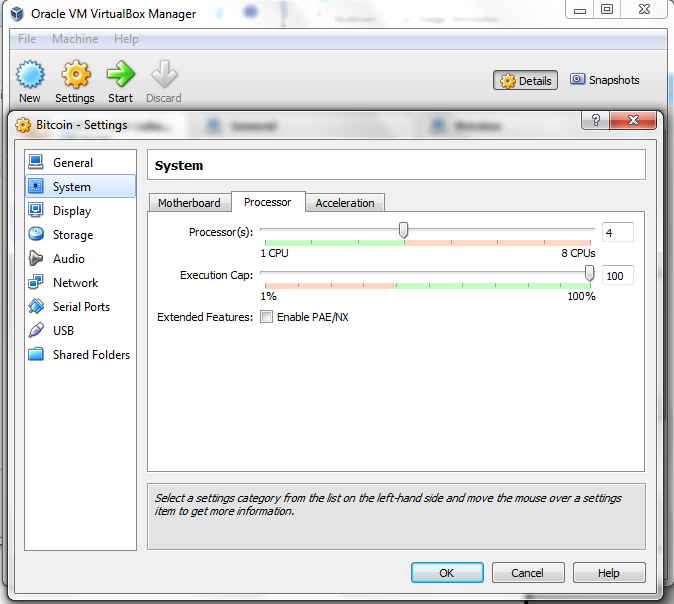 Oracle VM VirtualBox Manager
File Machine Help
New Settings Start Discard
Details Snapshots
Bitcoin - Settings
General
System
Display
Storage
Audio
Network
Serial Ports
USB
Shared Folders
System
Motherboard Processor Acceleration
Processor(s): 4
1 CPU 8 CPUs
Execution Cap: 100
1% 100%
Extended Features: Enable PAE/NX
Select a settings category from the list on the left-hand side and move the mouse over a settings
item to get more information.
OK Cancel Help